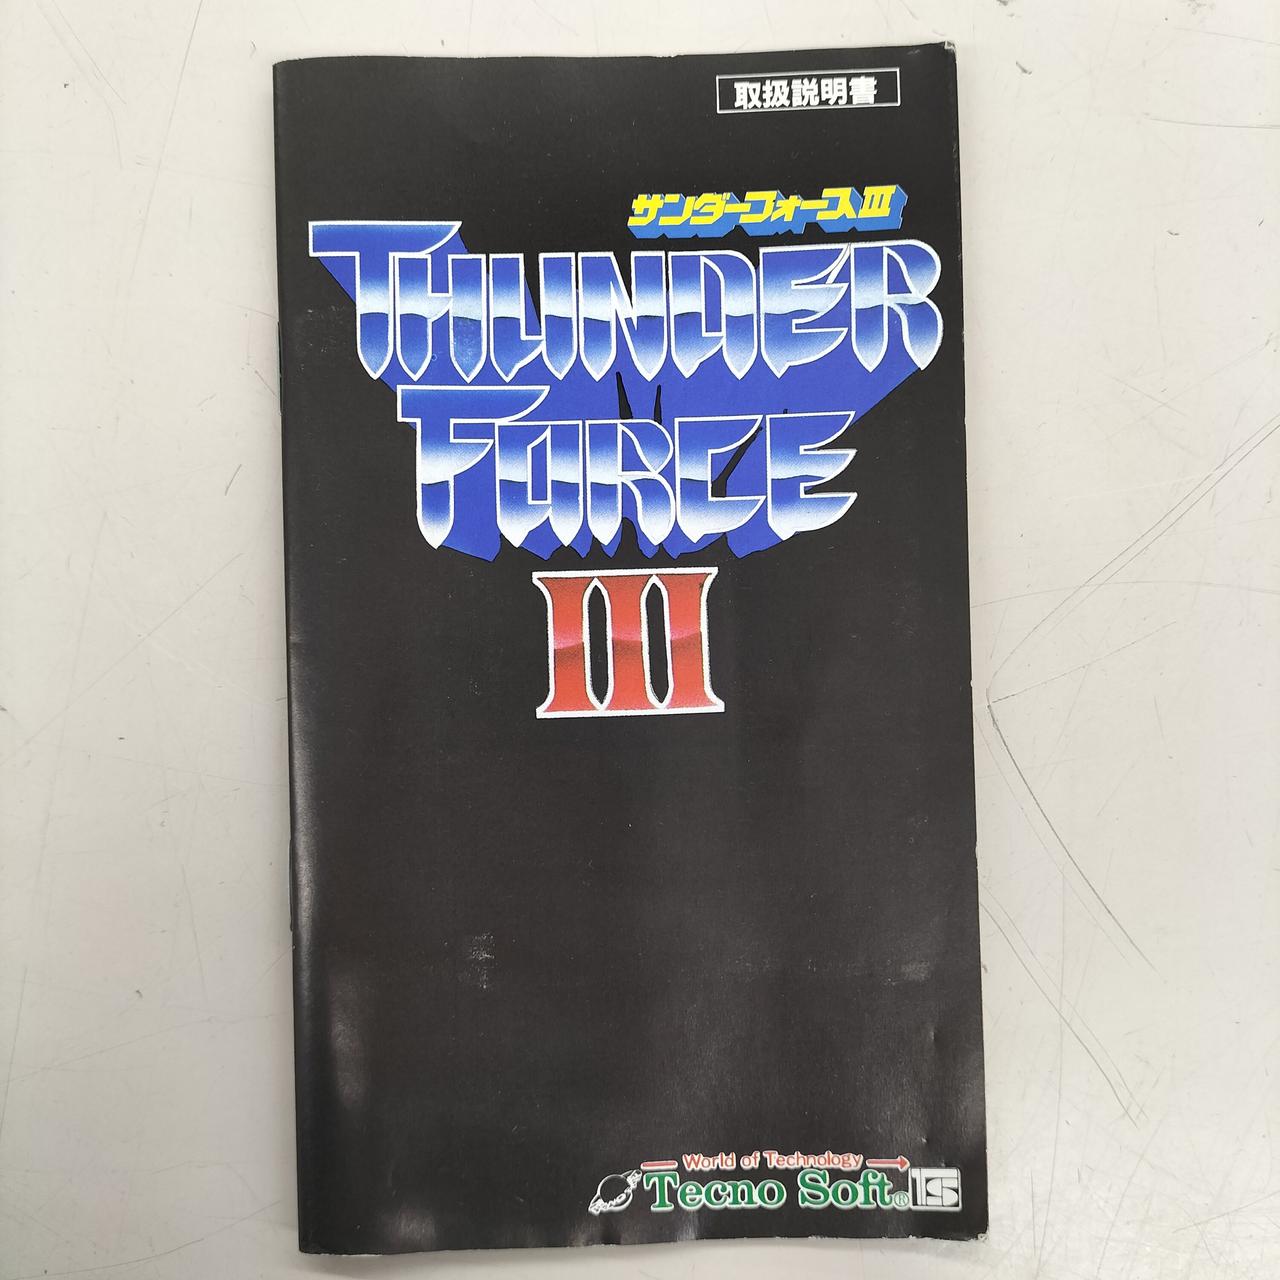 取扱説明書
サンダーフォースIII
THUNDER
FORCE
III
World of Technology
Tecno Soft® TS